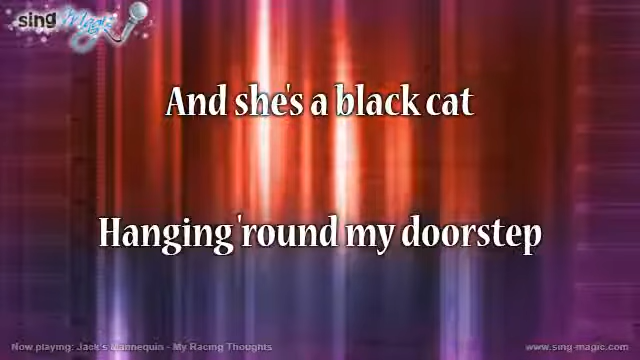 sing Magic
And she's a black cat
Hanging 'round my doorstep
Now playing: Jack's Mannequin - My Racing Thoughts
www.sing-magic.com